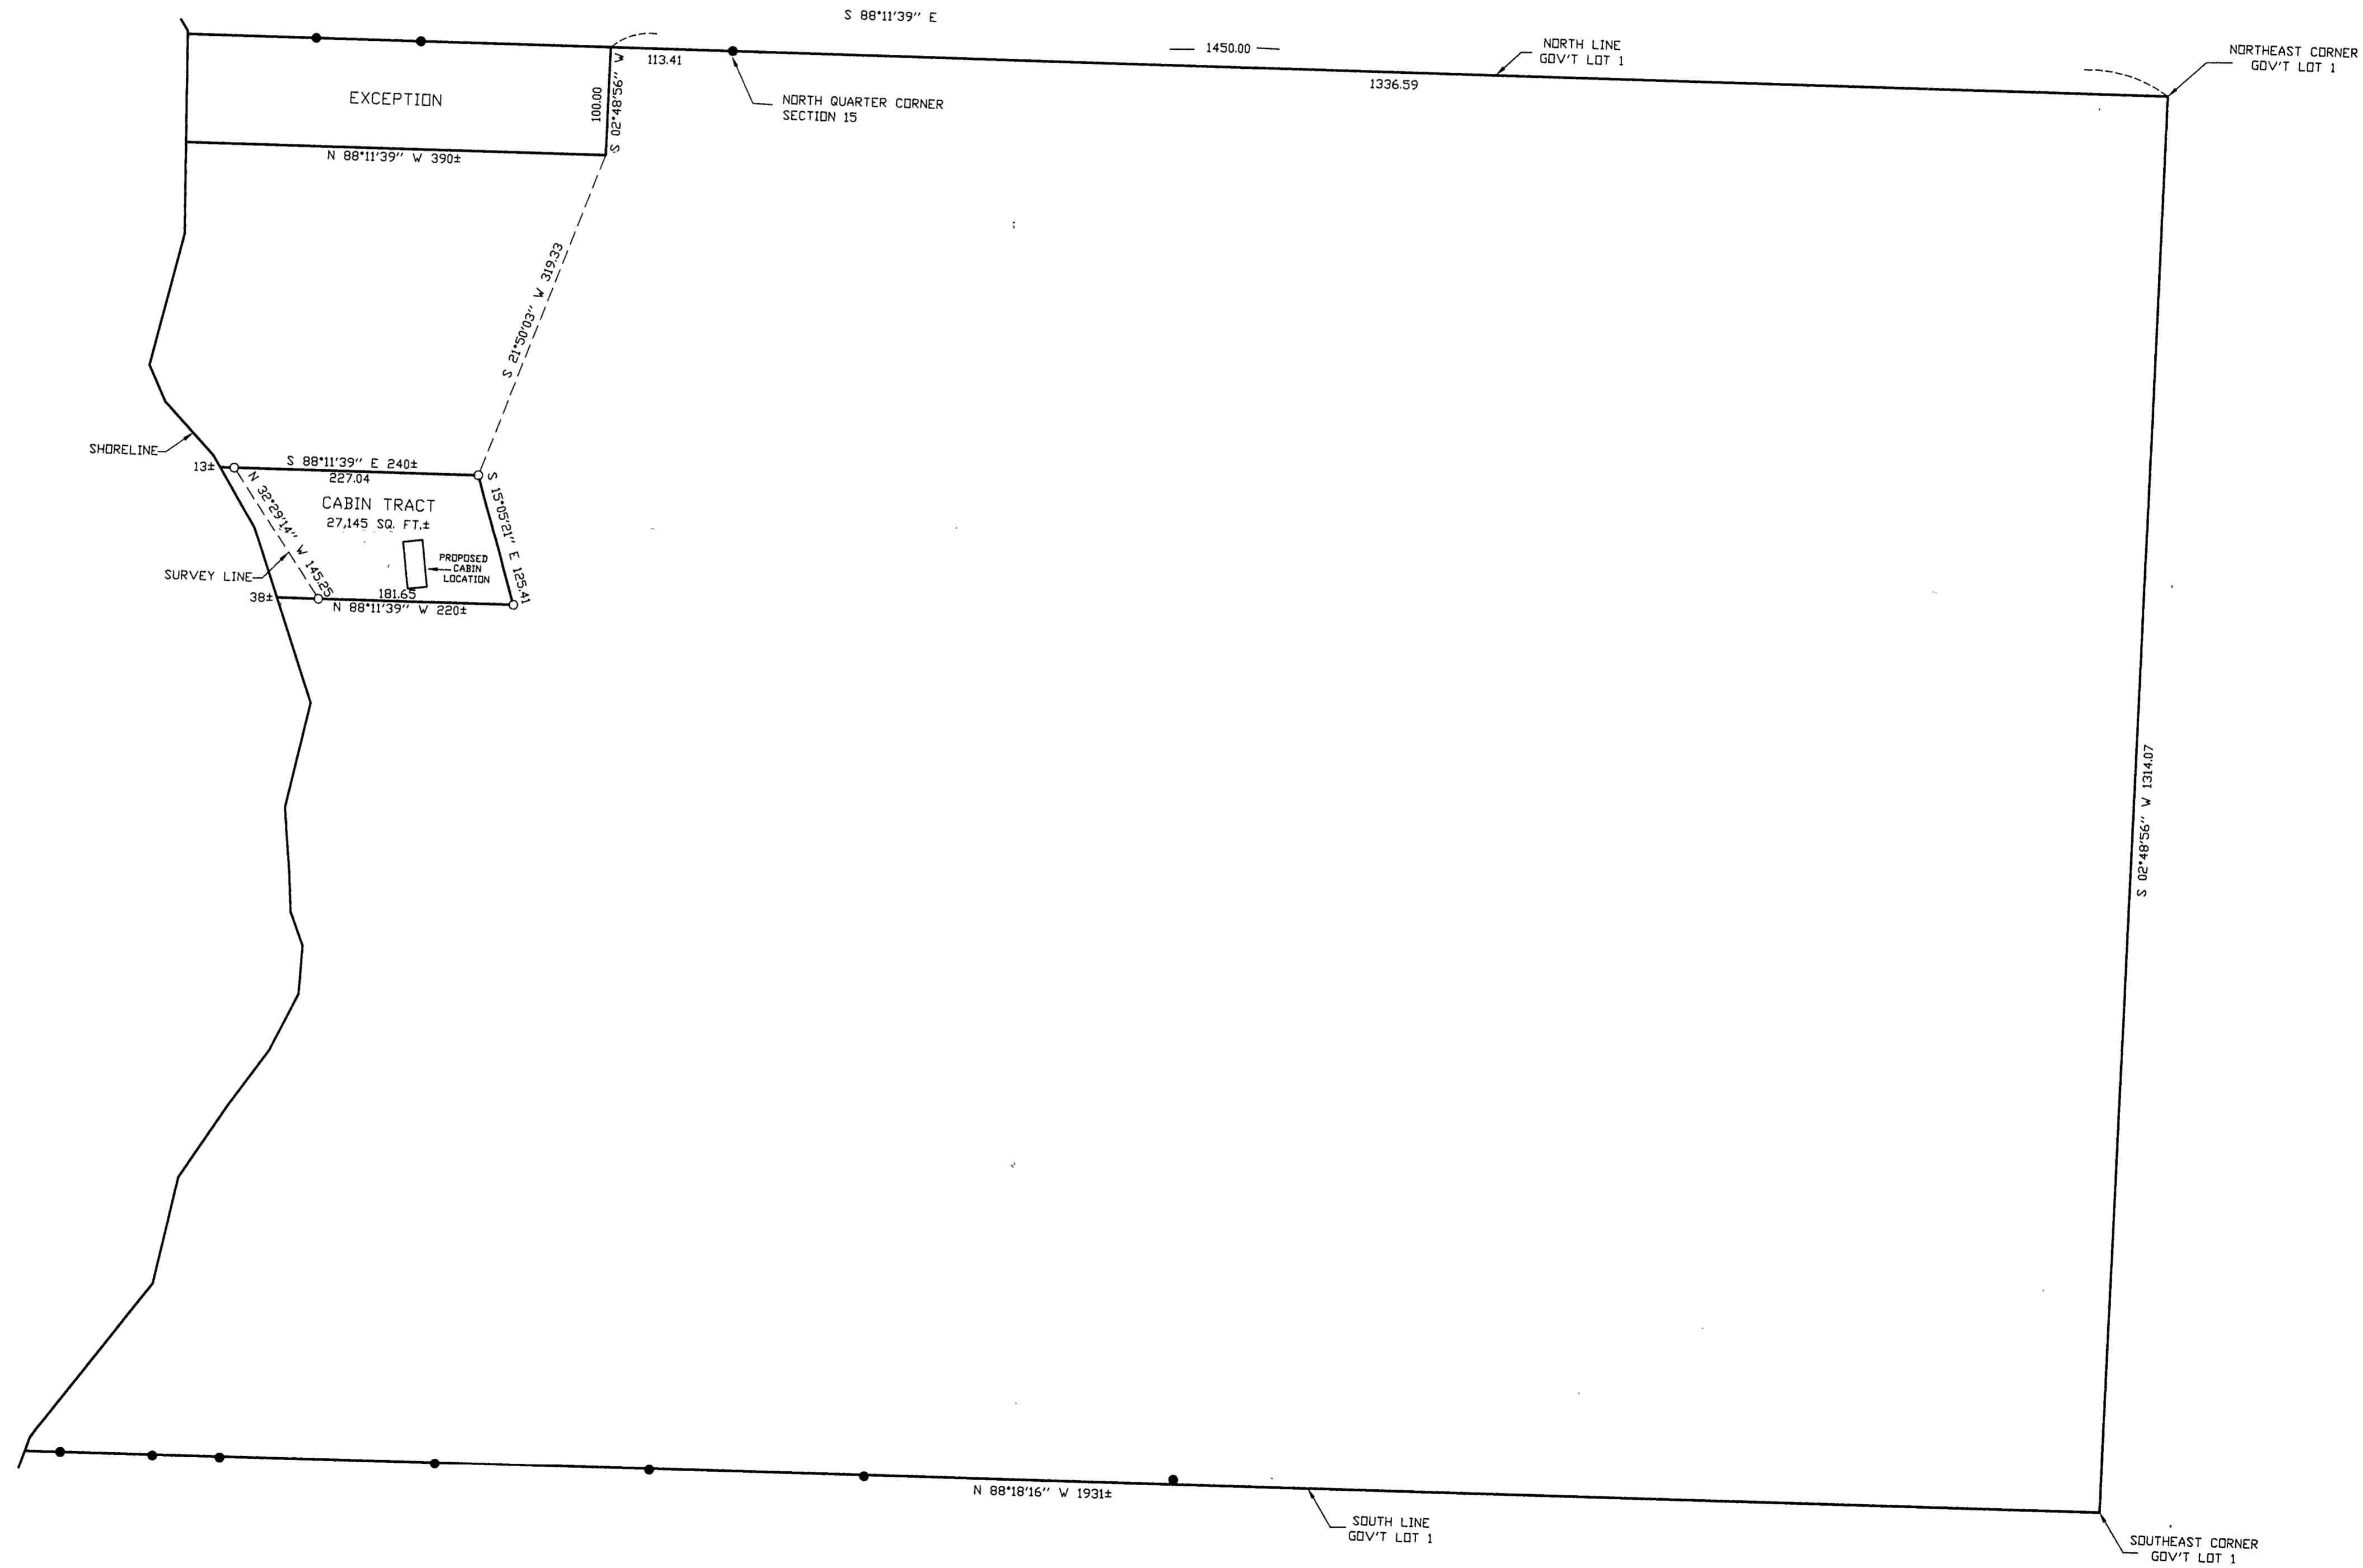 S 88°11'39" E
1450.00
NORTH LINE
GOV'T LOT 1
NORTHEAST CORNER
GOV'T LOT 1
113.41
1336.59
NORTH QUARTER CORNER
SECTION 15
EXCEPTION
100.00
S 02°48'56" W
N 88°11'39" W 390±
S 21°50'03" W 319.33
SHORELINE
13±
S 88°11'39" E 240±
227.04
CABIN TRACT
27,145 SQ. FT.±
N 32°29'14" W 145.25
S 15°05'21" E 125.41
PROPOSED
CABIN
LOCATION
SURVEY LINE
38±
181.65
N 88°11'39" W 220±
S 02°48'56" W 1314.07
N 88°18'16" W 1931±
SOUTH LINE
GOV'T LOT 1
SOUTHEAST CORNER
GOV'T LOT 1